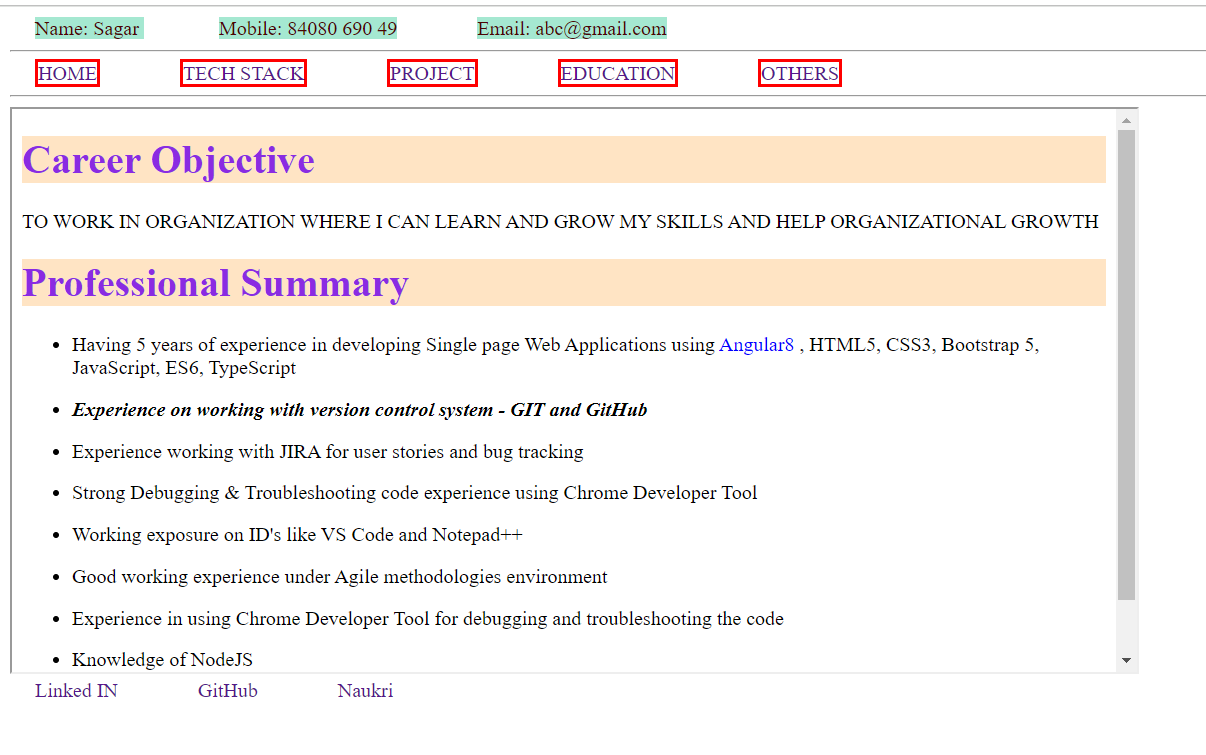 Name: Sagar Mobile: 84080 690 49 Email: abc@gmail.com
HOME TECH STACK PROJECT EDUCATION OTHERS
Career Objective
TO WORK IN ORGANIZATION WHERE I CAN LEARN AND GROW MY SKILLS AND HELP ORGANIZATIONAL GROWTH
Professional Summary
• Having 5 years of experience in developing Single page Web Applications using Angular8 , HTML5, CSS3, Bootstrap 5,
JavaScript, ES6, TypeScript
• Experience on working with version control system - GIT and GitHub
• Experience working with JIRA for user stories and bug tracking
• Strong Debugging & Troubleshooting code experience using Chrome Developer Tool
• Working exposure on ID's like VS Code and Notepad++
• Good working experience under Agile methodologies environment
• Experience in using Chrome Developer Tool for debugging and troubleshooting the code
• Knowledge of NodeJS
Linked IN GitHub Naukri